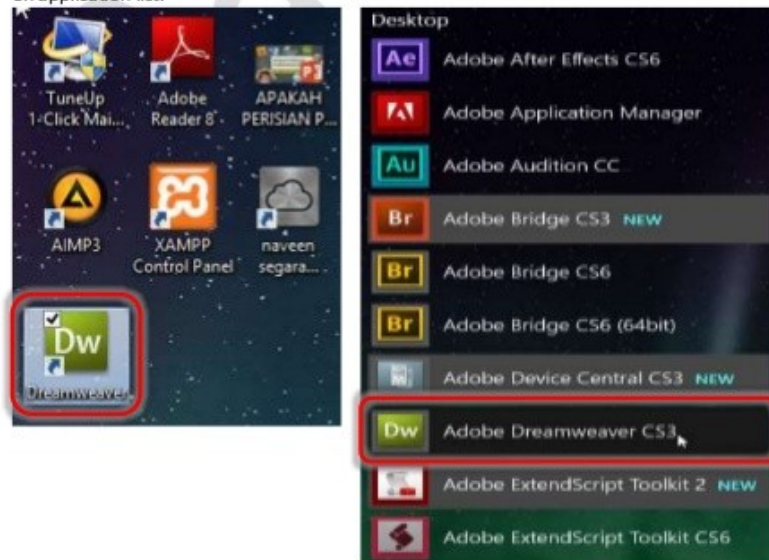 Desktop
TuneUp
1-Click Mai...
Adobe
Reader 8
APAKAH
PERISIAN P...
AIMP3
XAMPP
Control Panel
naveen
segara...
Dw
Dreamweaver
Ae Adobe After Effects CS6
Adobe Application Manager
Au Adobe Audition CC
Br Adobe Bridge CS3 NEW
Br Adobe Bridge CS6
Br Adobe Bridge CS6 (64bit)
Adobe Device Central CS3 NEW
Dw Adobe Dreamweaver CS3
Adobe ExtendScript Toolkit 2 NEW
Adobe ExtendScript Toolkit CS6